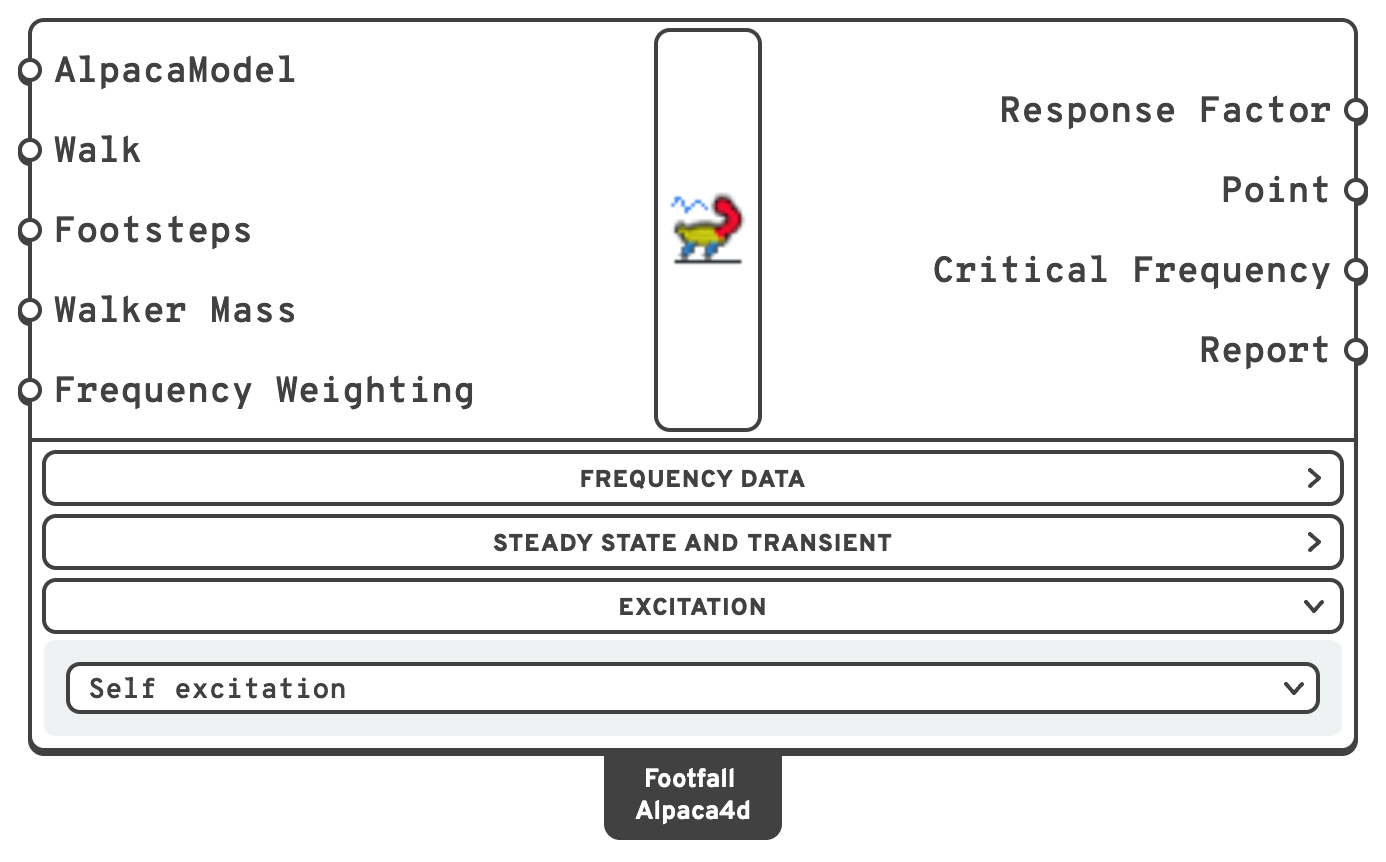 AlpacaModel
Walk
Footsteps
Walker Mass
Frequency Weighting
Response Factor
Point
Critical Frequency
Report
FREQUENCY DATA
STEADY STATE AND TRANSIENT
EXCITATION
Self excitation
Footfall
Alpaca4d